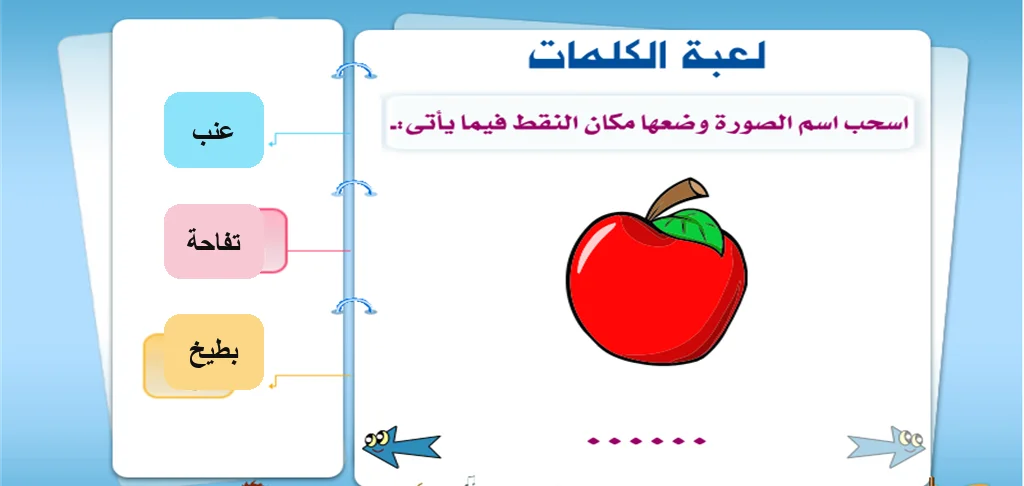 لعبة الكلمات
اسحب اسم الصورة وضعها مكان النقط فيما يأتى:ـ
عنب
تفاحة
بطيخ
......